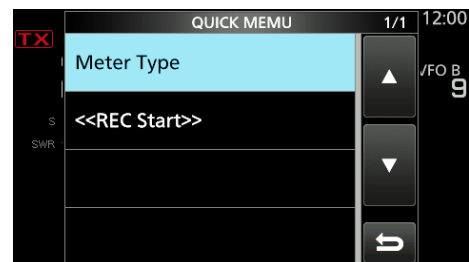 QUICK MEMU 1/1 12:00
TX
Meter Type
VFO B
9
<<REC Start>>
S
SWR